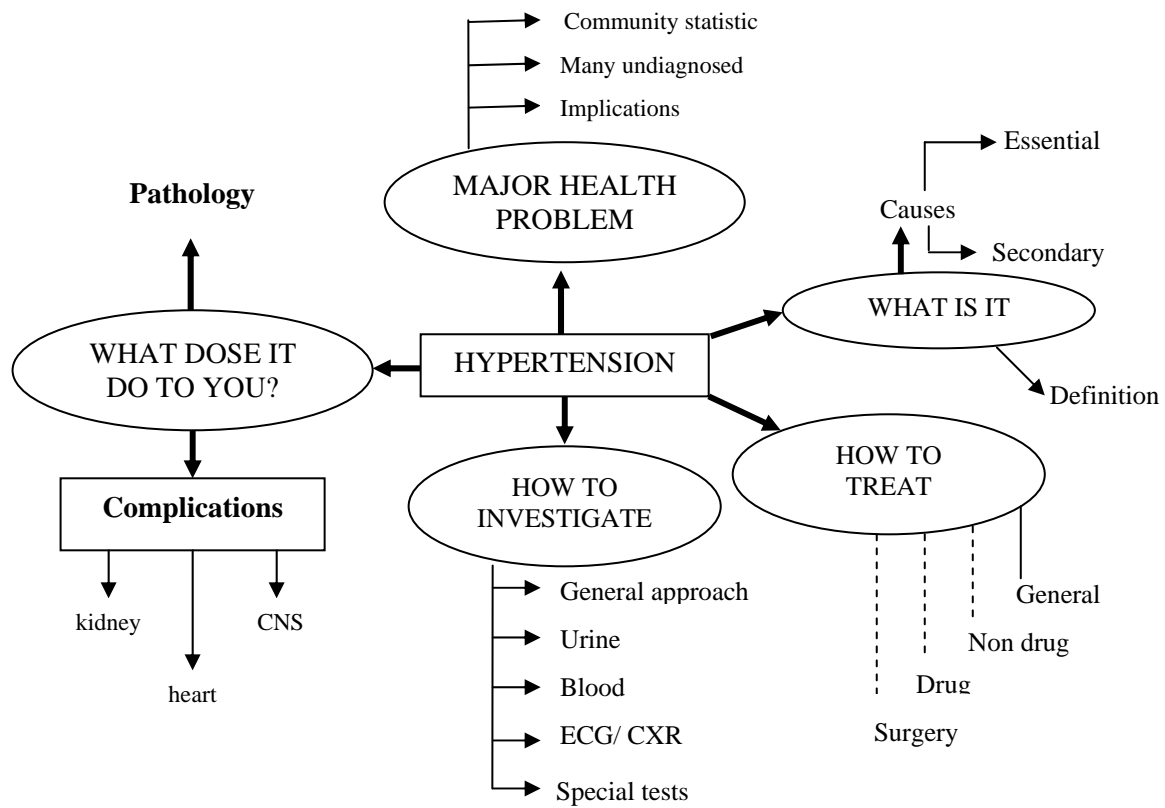 Community statistic
Many undiagnosed
Implications
MAJOR HEALTH
PROBLEM
Essential
Causes
Secondary
WHAT IS IT
Definition
Pathology
WHAT DOSE IT
DO TO YOU?
HYPERTENSION
Complications
kidney
CNS
heart
HOW TO
INVESTIGATE
General approach
Urine
Blood
ECG/ CXR
Special tests
HOW TO
TREAT
General
Non drug
Drug
Surgery